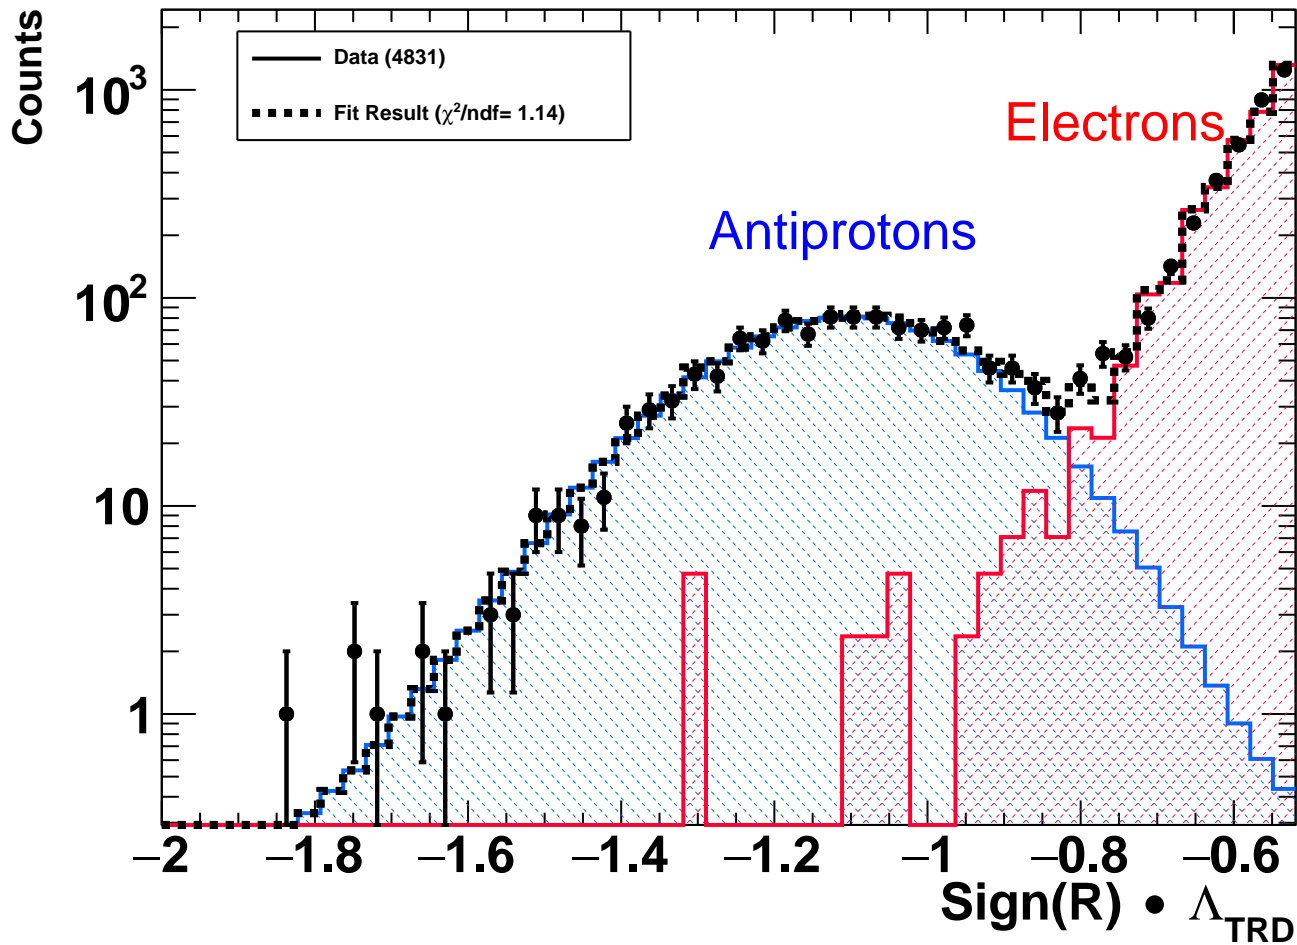 Counts
Data (4831)
Fit Result (χ²/ndf= 1.14)
Electrons
Antiprotons
10³
10²
10
1
−2 −1.8 −1.6 −1.4 −1.2 −1 −0.8 −0.6
Sign(R) • Λ_TRD